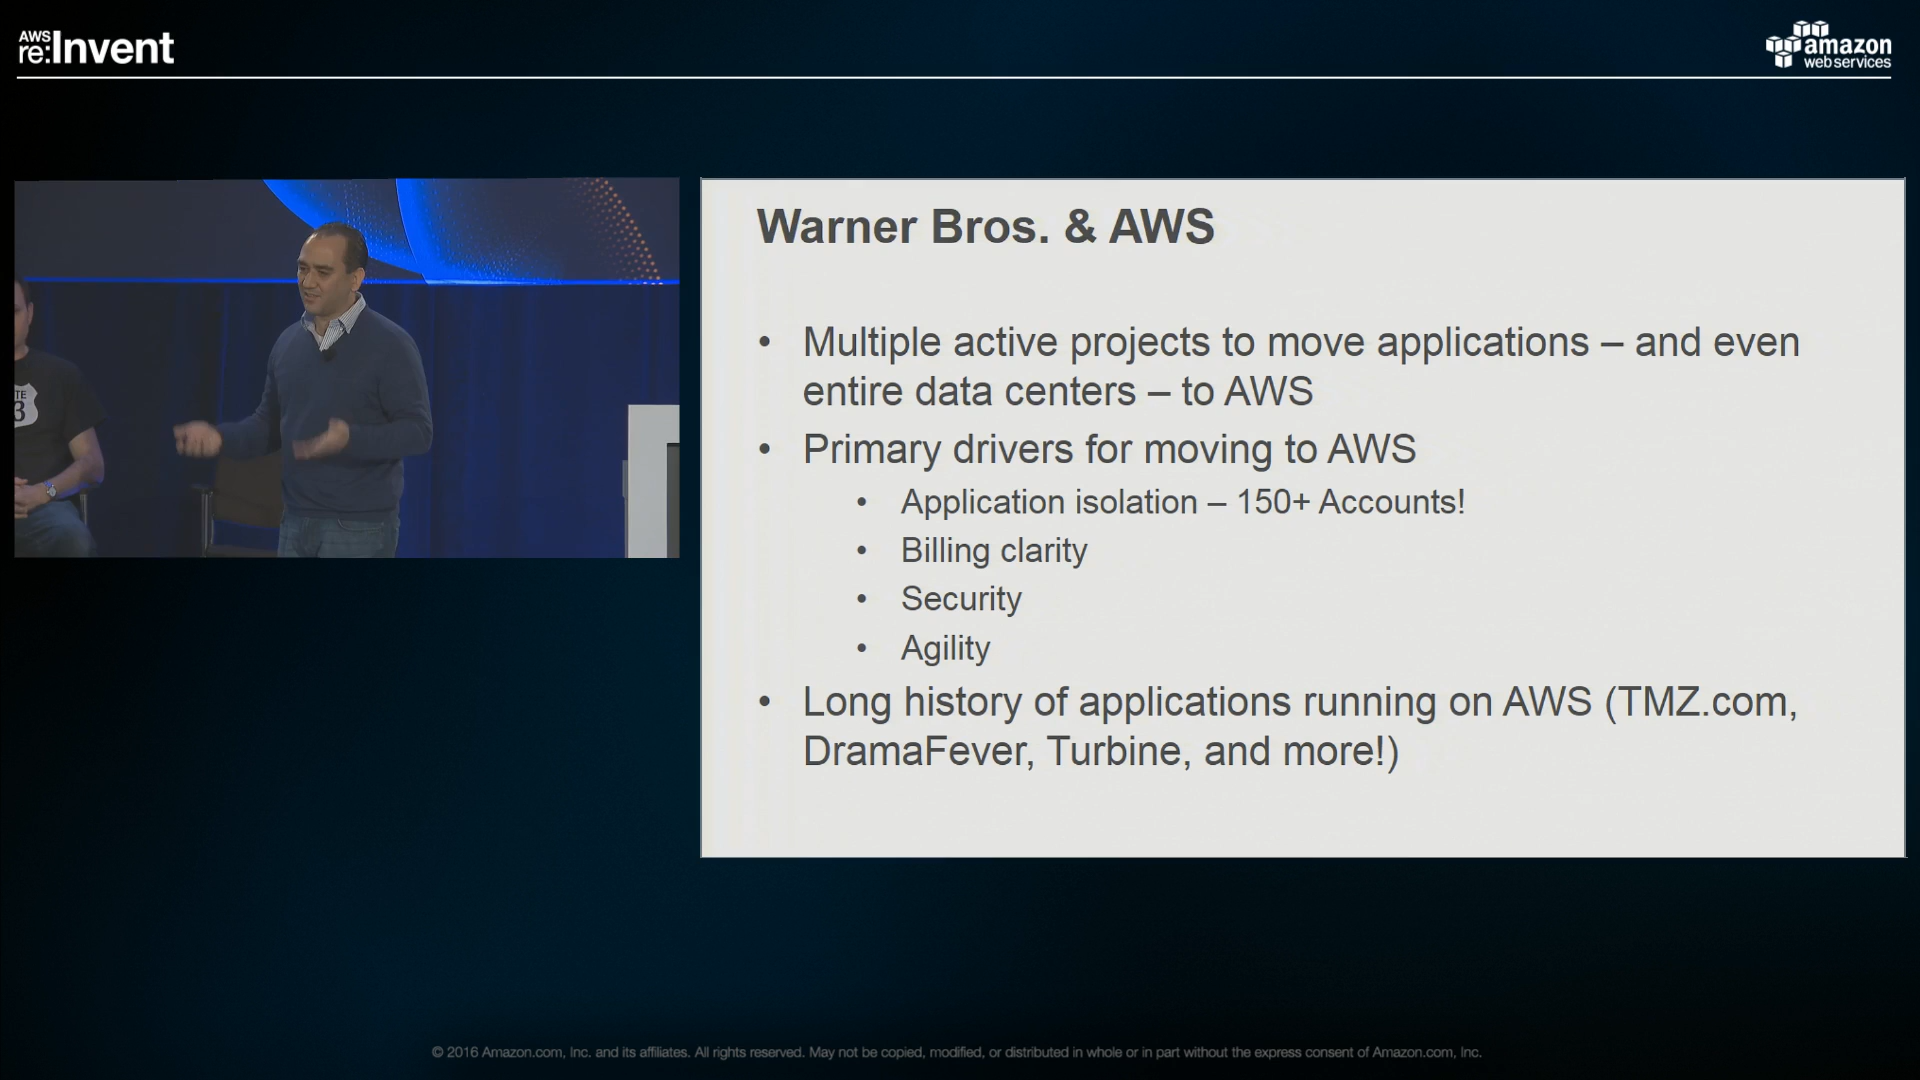 AWS
re:Invent
amazon
web services
Warner Bros. & AWS
• Multiple active projects to move applications – and even
entire data centers – to AWS
• Primary drivers for moving to AWS
• Application isolation – 150+ Accounts!
• Billing clarity
• Security
• Agility
• Long history of applications running on AWS (TMZ.com,
DramaFever, Turbine, and more!)
TE
3
© 2016 Amazon.com, Inc. and its affiliates. All rights reserved. May not be copied, modified, or distributed in whole or in part without the express consent of Amazon.com, Inc.